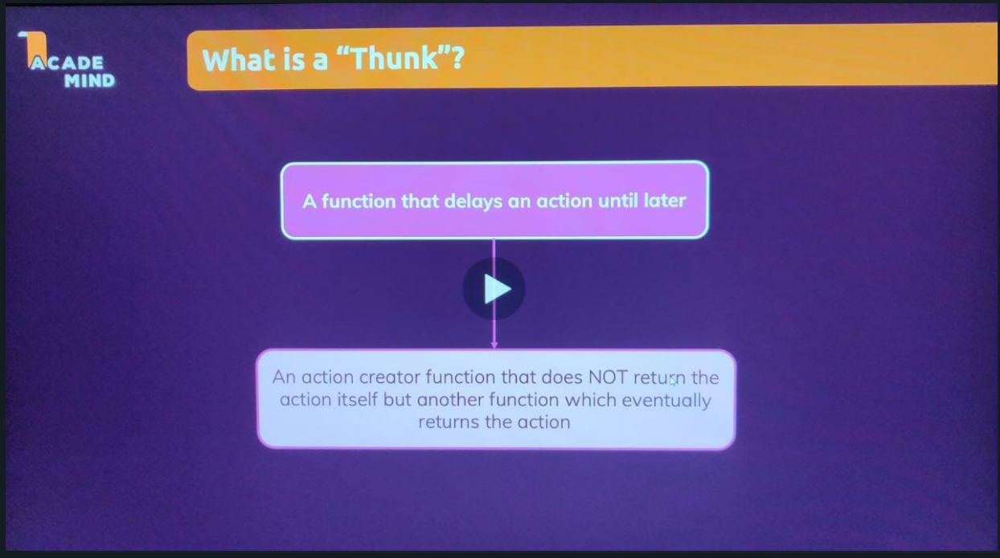 ACADE
MIND
What is a “Thunk”?
A function that delays an action until later
An action creator function that does NOT return the
action itself but another function which eventually
returns the action